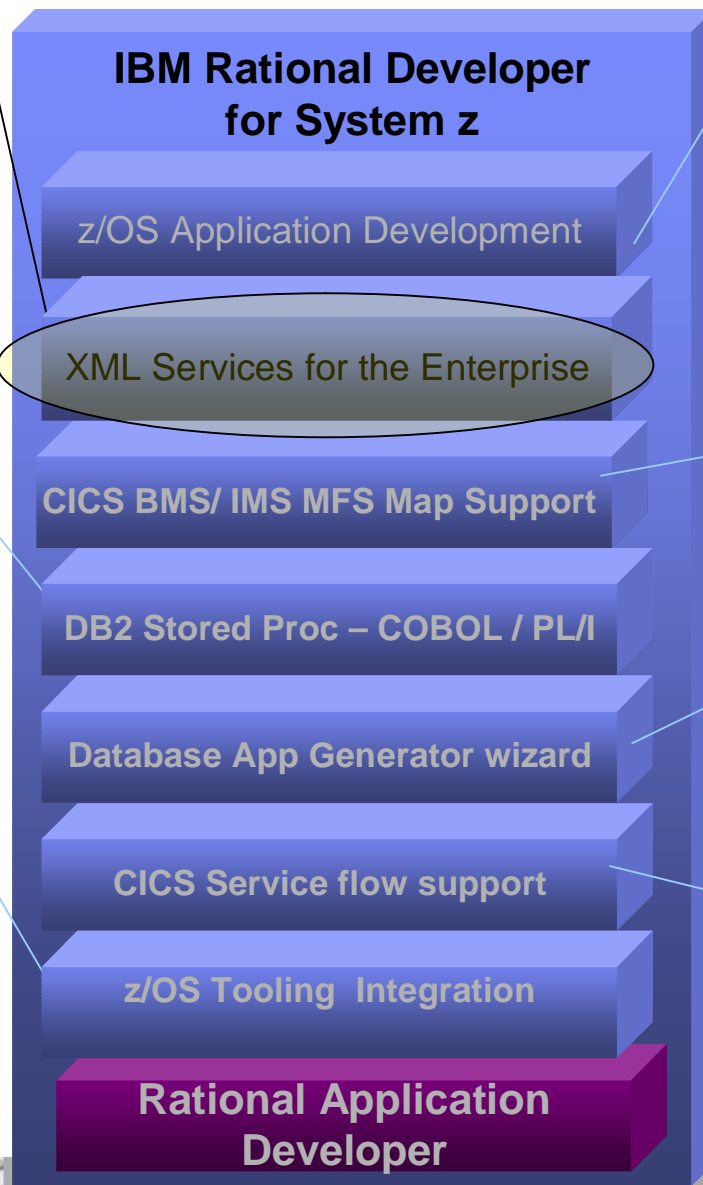 IBM Rational Developer
for System z
z/OS Application Development
XML Services for the Enterprise
CICS BMS/ IMS MFS Map Support
DB2 Stored Proc – COBOL / PL/I
Database App Generator wizard
CICS Service flow support
z/OS Tooling Integration
Rational Application
Developer
1